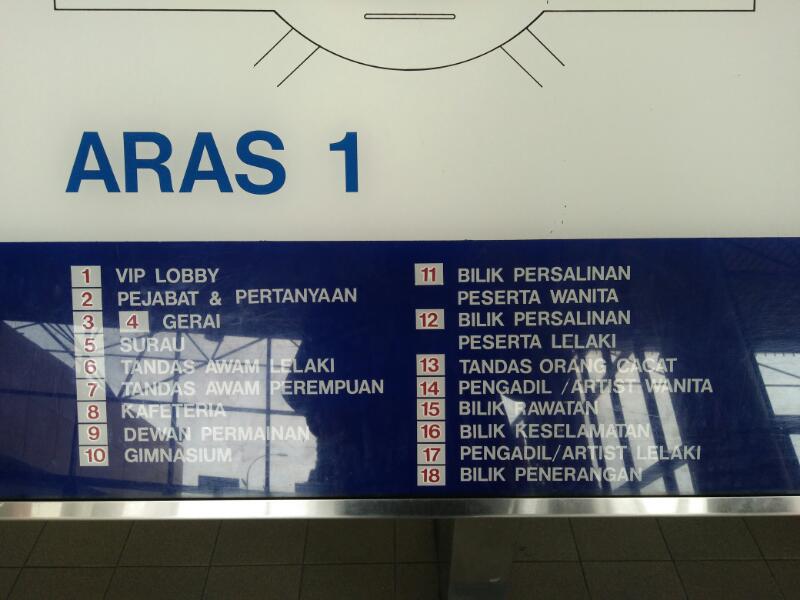 ARAS 1
1 VIP LOBBY
2 PEJABAT & PERTANYAAN
3 4 GERAI
5 SURAU
6 TANDAS AWAM LELAKI
7 TANDAS AWAM PEREMPUAN
8 KAFETERIA
9 DEWAN PERMAINAN
10 GIMNASIUM
11 BILIK PERSALINAN
PESERTA WANITA
12 BILIK PERSALINAN
PESERTA LELAKI
13 TANDAS ORANG CACAT
14 PENGADIL /ARTIST WANITA
15 BILIK RAWATAN
16 BILIK KESELAMATAN
17 PENGADIL/ARTIST LELAKI
18 BILIK PENERANGAN